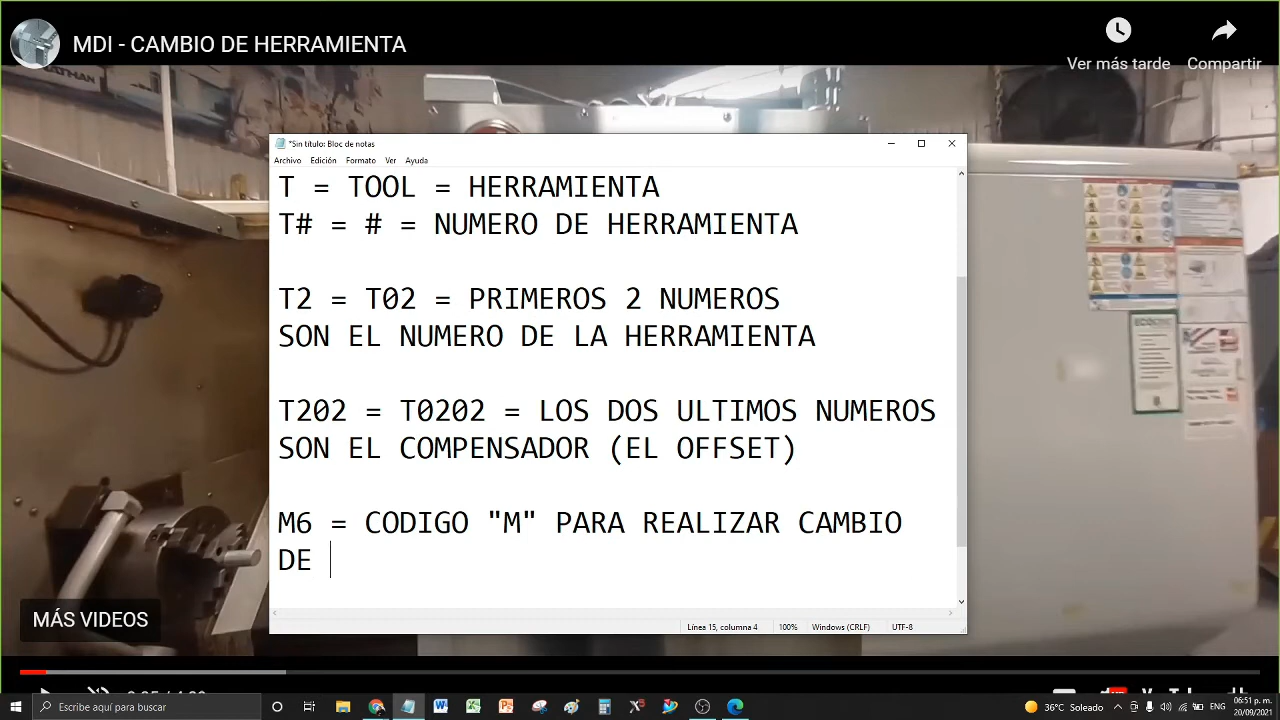 MDI - CAMBIO DE HERRAMIENTA
Ver más tarde
Compartir
*Sin título: Bloc de notas
Archivo Edición Formato Ver Ayuda
T = TOOL = HERRAMIENTA
T# = # = NUMERO DE HERRAMIENTA
T2 = T02 = PRIMEROS 2 NUMEROS
SON EL NUMERO DE LA HERRAMIENTA
T202 = T0202 = LOS DOS ULTIMOS NUMEROS
SON EL COMPENSADOR (EL OFFSET)
M6 = CODIGO "M" PARA REALIZAR CAMBIO
DE
Línea 15, columna 4 100% Windows (CRLF) UTF-8
MÁS VIDEOS
Escribe aquí para buscar
36°C Soleado
ENG
06:51 p. m.
20/09/2021